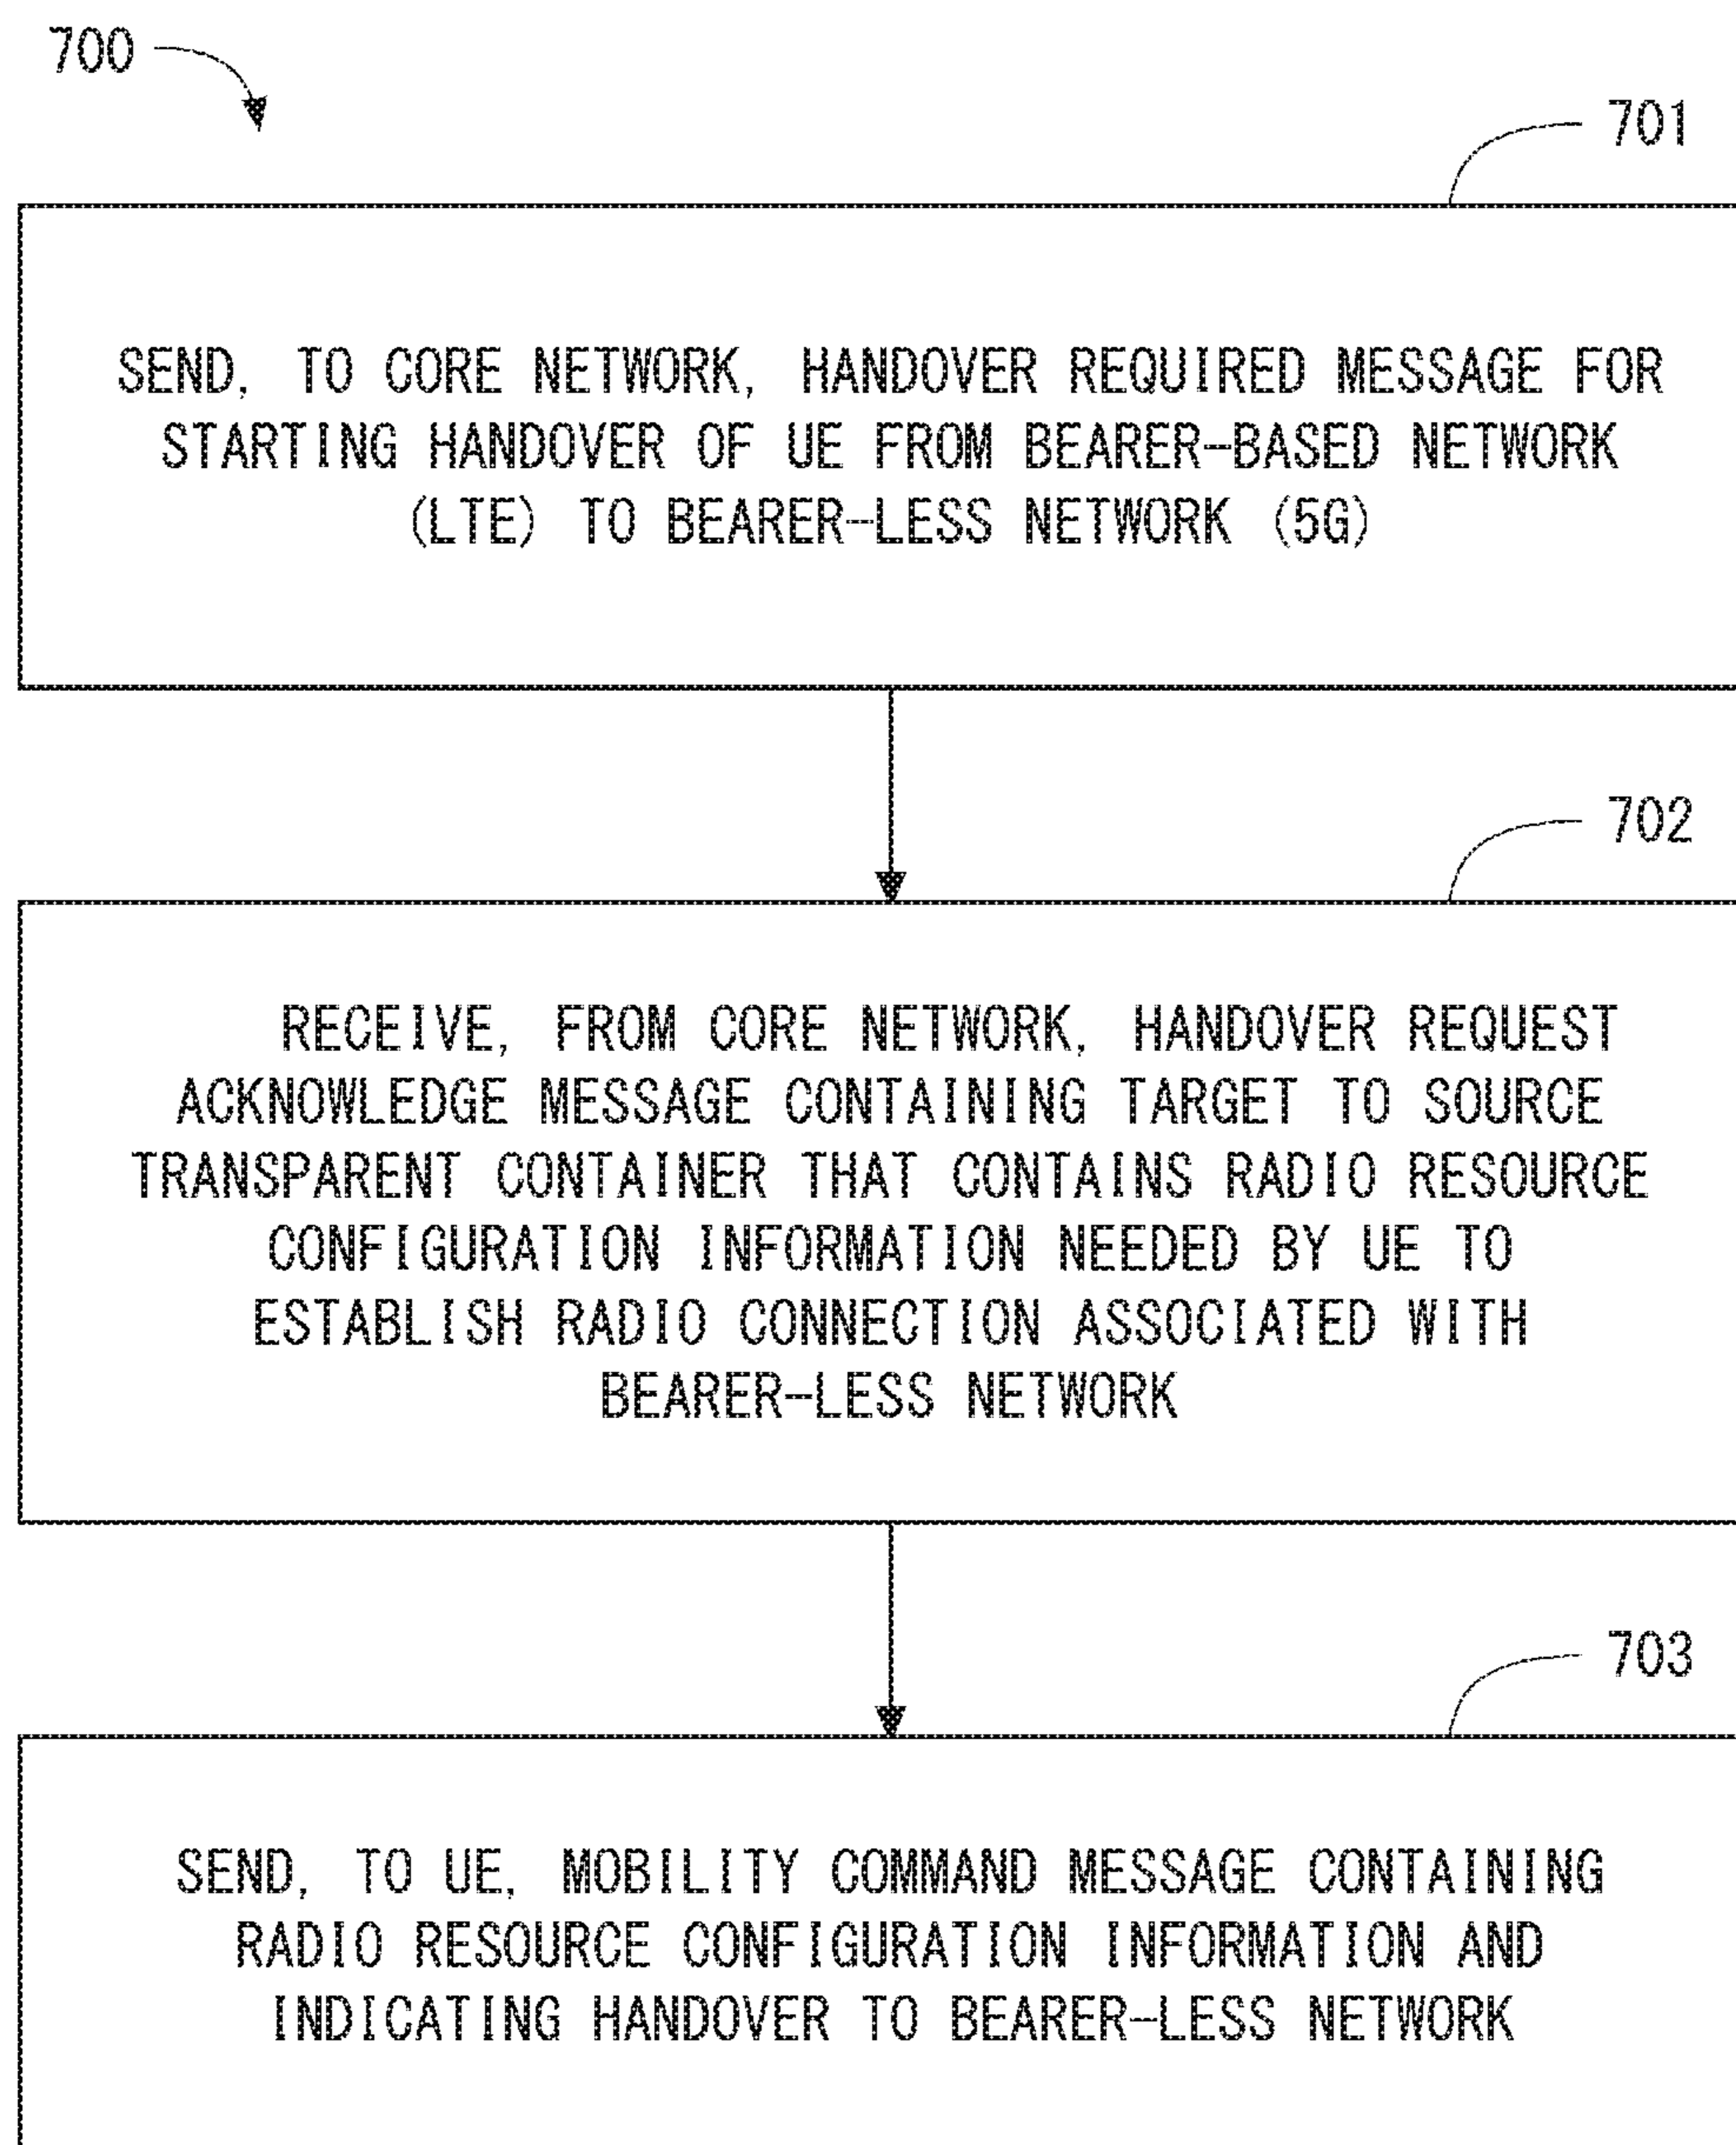 700
701
SEND, TO CORE NETWORK, HANDOVER REQUIRED MESSAGE FOR
STARTING HANDOVER OF UE FROM BEARER-BASED NETWORK
(LTE) TO BEARER-LESS NETWORK (5G)
702
RECEIVE, FROM CORE NETWORK, HANDOVER REQUEST
ACKNOWLEDGE MESSAGE CONTAINING TARGET TO SOURCE
TRANSPARENT CONTAINER THAT CONTAINS RADIO RESOURCE
CONFIGURATION INFORMATION NEEDED BY UE TO
ESTABLISH RADIO CONNECTION ASSOCIATED WITH
BEARER-LESS NETWORK
703
SEND, TO UE, MOBILITY COMMAND MESSAGE CONTAINING
RADIO RESOURCE CONFIGURATION INFORMATION AND
INDICATING HANDOVER TO BEARER-LESS NETWORK